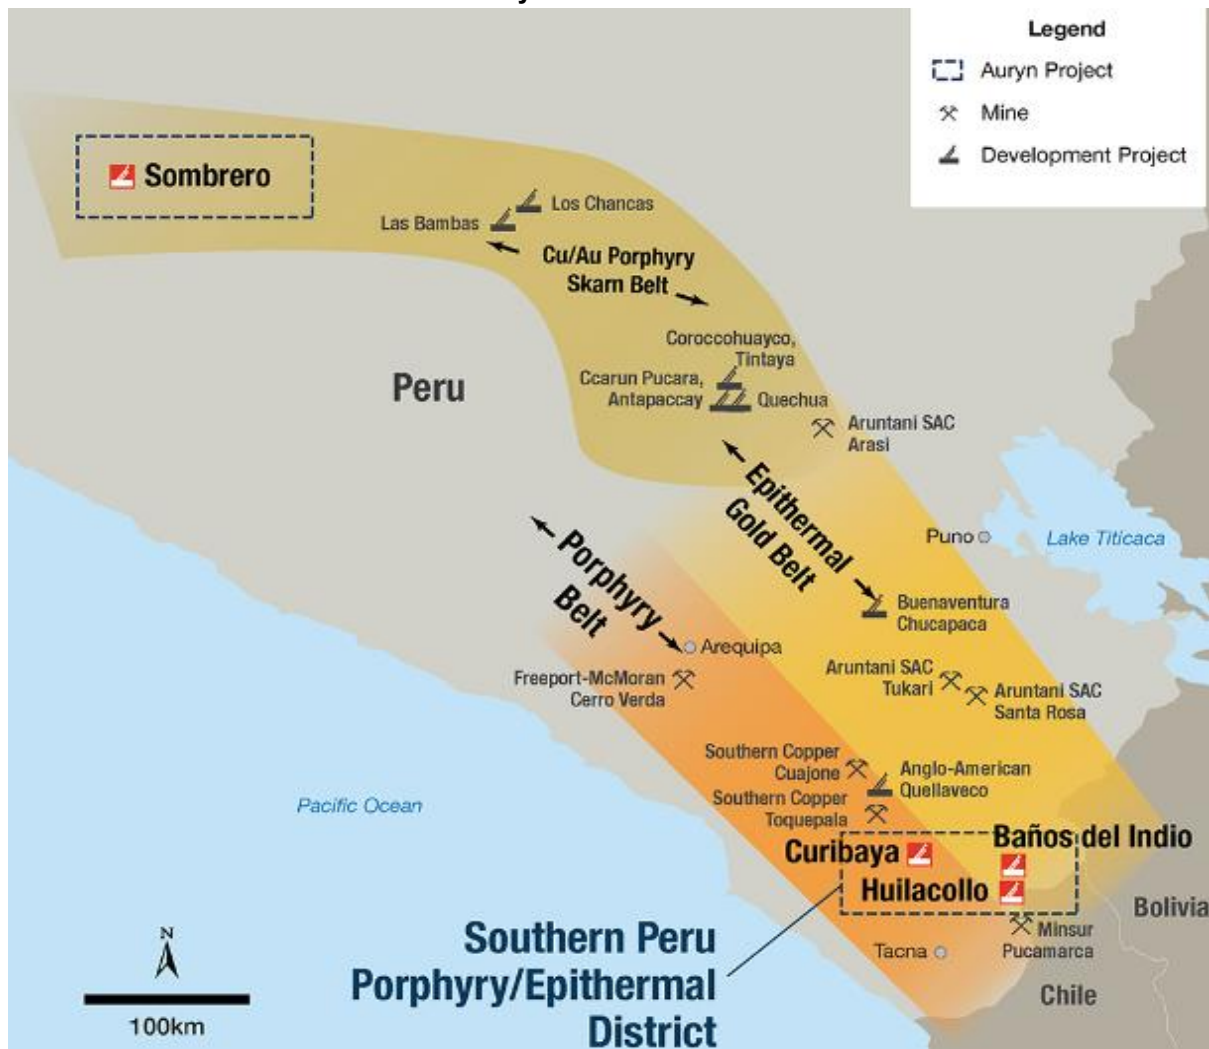 Legend
Auryn Project
Mine
Development Project
Sombrero
Los Chancas
Las Bambas
Cu/Au Porphyry
Skarn Belt
Coroccohuayco,
Tintaya
Peru
Ccarun Pucara,
Antapaccay
Quechua
Aruntani SAC
Arasi
Epithermal
Gold Belt
Puno
Lake Titicaca
Porphyry
Belt
Buenaventura
Chucapaca
Arequipa
Freeport-McMoran
Cerro Verda
Aruntani SAC
Tukari
Aruntani SAC
Santa Rosa
Southern Copper
Cuajone
Anglo-American
Quellaveco
Southern Copper
Toquepala
Pacific Ocean
Baños del Indio
Curibaya
Huilacollo
Bolivia
Southern Peru
Porphyry/Epithermal
District
Minsur
Pucamarca
Tacna
Chile
N
100km